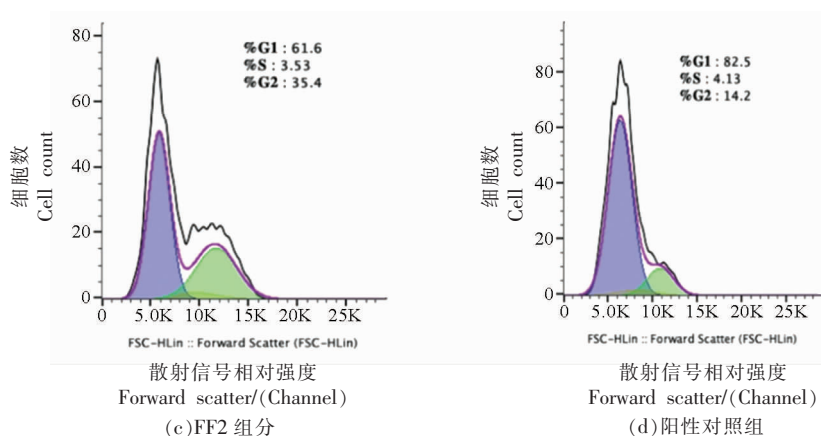 80
60
40
20
0
细胞数
Cell count
%G1 : 61.6
%S : 3.53
%G2 : 35.4
0 5.0K 10K 15K 20K 25K
FSC-HLin :: Forward Scatter (FSC-HLin)
散射信号相对强度
Forward scatter/(Channel)
(c)FF2 组分
80
60
40
20
0
细胞数
Cell count
%G1 : 82.5
%S : 4.13
%G2 : 14.2
0 5.0K 10K 15K 20K 25K
FSC-HLin :: Forward Scatter (FSC-HLin)
散射信号相对强度
Forward scatter/(Channel)
(d)阳性对照组